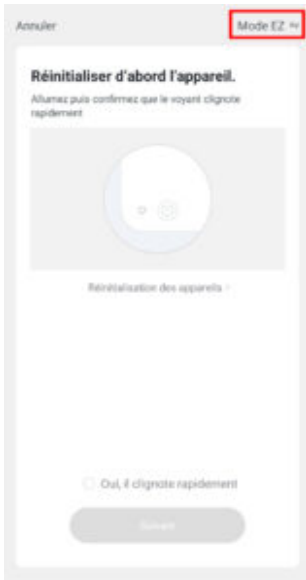 Annuler
Mode EZ
Réinitialiser d'abord l'appareil.
Allumez puis confirmez que le voyant clignote
rapidement
Réinitialisation des appareils
Oui, il clignote rapidement
Suivant